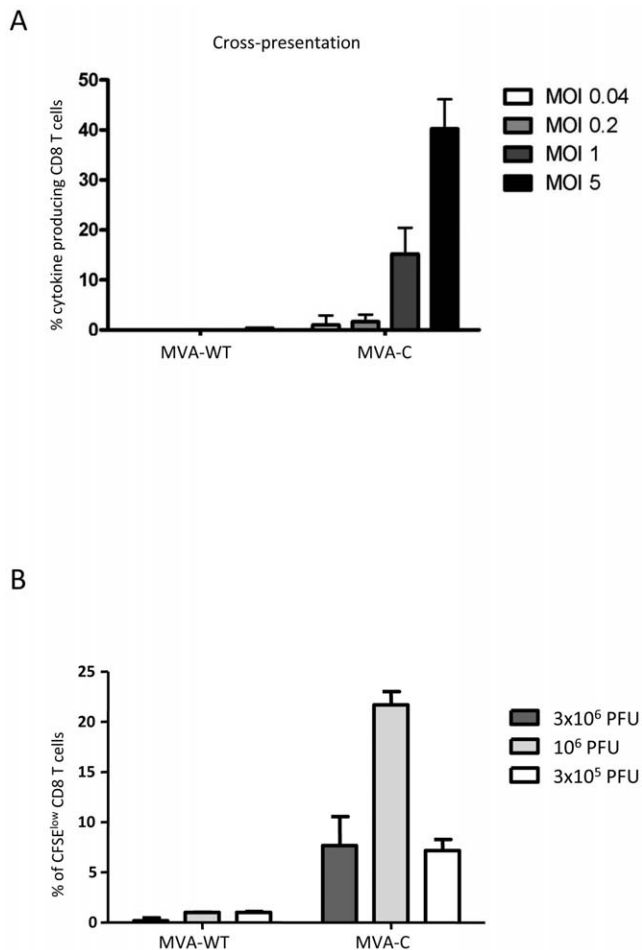 A
Cross-presentation
% cytokine producing CD8 T cells
50
40
30
20
10
0
MVA-WT
MVA-C
MOI 0.04
MOI 0.2
MOI 1
MOI 5
B
% of CFSE^low CD8 T cells
25
20
15
10
5
0
MVA-WT
MVA-C
3x10⁶ PFU
10⁶ PFU
3x10⁵ PFU